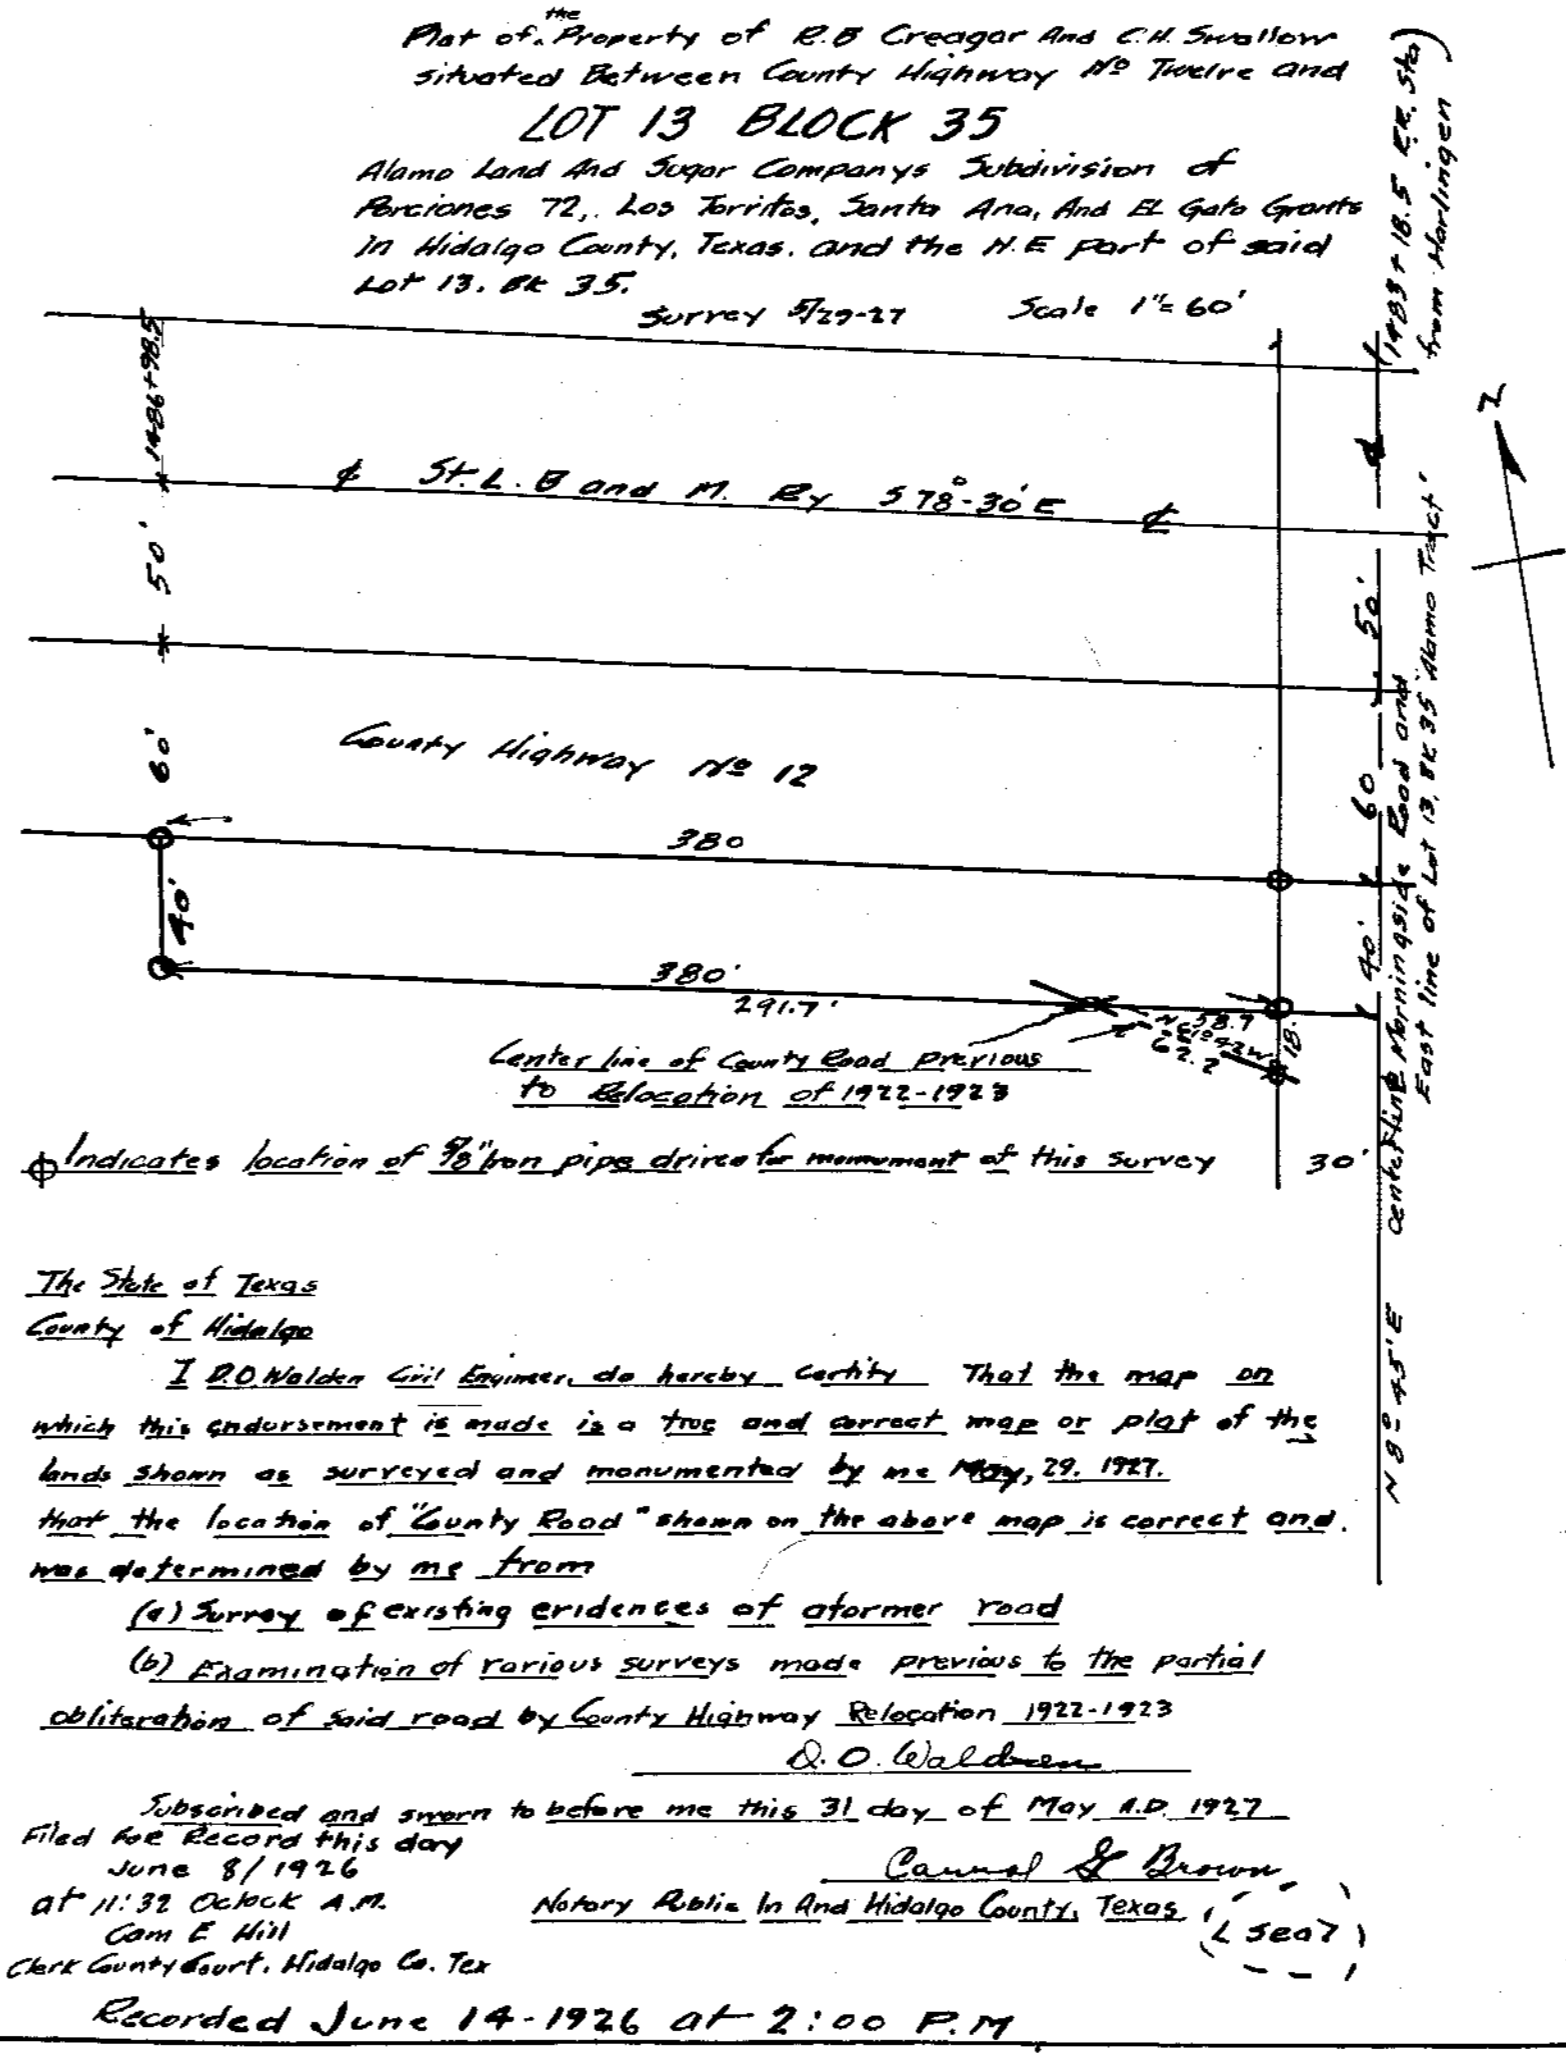 Plat of the Property of R.B Creagar And C.H. Swallow
situated Between County Highway Nº Twelve and
LOT 13 BLOCK 35
Alamo Land And Sugar Companys Subdivision of
Porciones 72, Los Torritos, Santa Ana, And EL Gato Grants
In Hidalgo County, Texas. and the N.E part of said
Lot 13. Bk 35.
Survey 5/29-27 Scale 1"=60'
1486+98.5
1483+18.5 R.R. Sta)
from Harlingen)
N
¢ St. L. B and M. Ry S 78°-30' E ¢
50'
50'
60'
County Highway Nº 12
60
380
40'
40'
380'
291.7'
58.7
62.2
18.
Center line of County Road previous
to Relocation of 1922-1923
Center line Morningside Road and
East line of Lot 13, Bk 35 "Alamo Tract"
Indicates location of 5/8" Iron pipe driven for monument at this survey
30'
N 8°-45' E
The State of Texas
County of Hidalgo
I D.O. Walden Civil Engineer, do hereby Certify That the map on
which this endursement is made is a true and correct map or plat of the
lands shown as surveyed and monumented by me May, 29. 1927.
that the location of "County Road" shown on the above map is correct and.
was determined by me from
(a) Survey of existing evidences of a former road
(b) Examination of various surveys made previous to the partial
obliteration of said road by County Highway Relocation 1922-1923
D. O. Waldren
Subscribed and sworn to before me this 31 day of May A.D. 1927
Filed For Record this day
June 8/1926
at 11:32 Oclock A.M.
Cam E Hill
Clerk County Court, Hidalgo Co. Tex
Brown
Notary Public In And Hidalgo County, Texas
(Seal)
Recorded June 14-1926 at 2:00 P.M